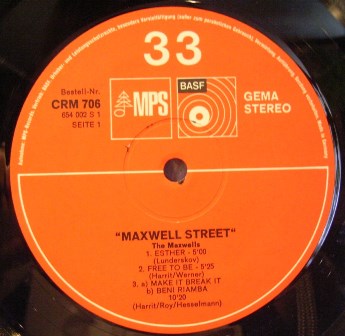 33
Bestell-Nr.
CRM 706
654 002 S 1
SEITE 1
MPS
BASF
GEMA
STEREO
"MAXWELL STREET"
The Maxwells
1. ESTHER - 5'00
(Lunderskov)
2. FREE TO BE - 5'25
(Harrit/Werner)
3. a) MAKE IT BREAK IT
b) BENI RIAMBA
10'20
(Harrit/Roy/Hesselmann)